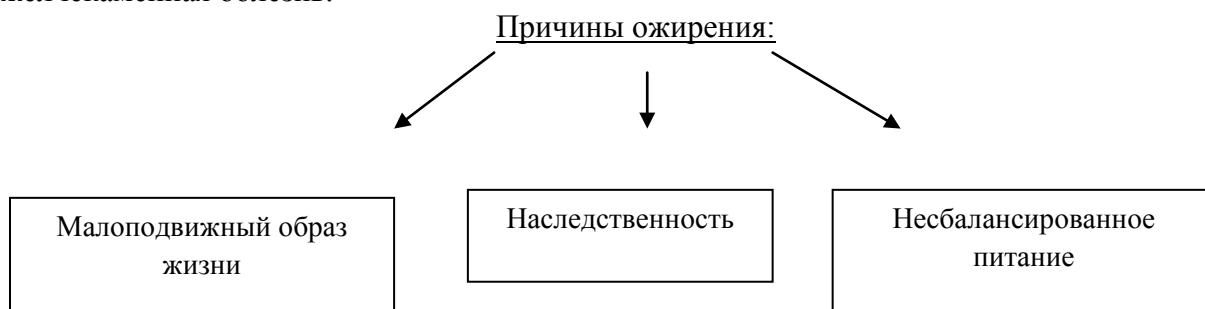 Причины ожирения:
Малоподвижный образ
жизни
Наследственность
Несбалансированное
питание